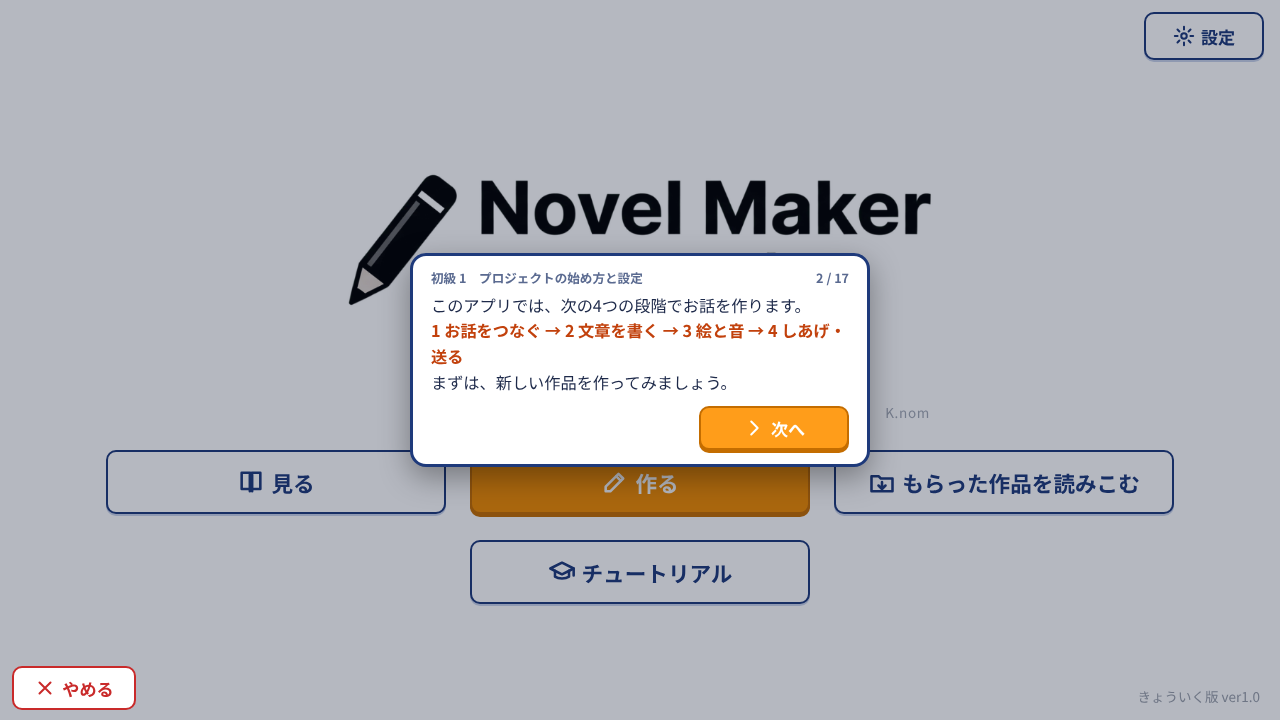 設定
Novel Maker
初級 1　プロジェクトの始め方と設定
2 / 17
このアプリでは、次の4つの段階でお話を作ります。
1 お話をつなぐ → 2 文章を書く → 3 絵と音 → 4 しあげ・
送る
まずは、新しい作品を作ってみましょう。
次へ
K.nom
見る
作る
もらった作品を読みこむ
チュートリアル
やめる
きょういく版 ver1.0